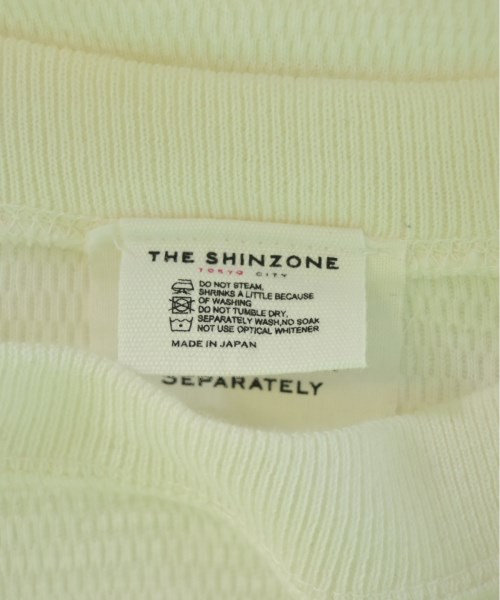 THE SHINZONE
TOKYO CITY
DO NOT STEAM.
SHRINKS A LITTLE BECAUSE
OF WASHING
DO NOT TUMBLE DRY.
SEPARATELY WASH,NO SOAK
NOT USE OPTICAL WHITENER
MADE IN JAPAN
SEPARATELY